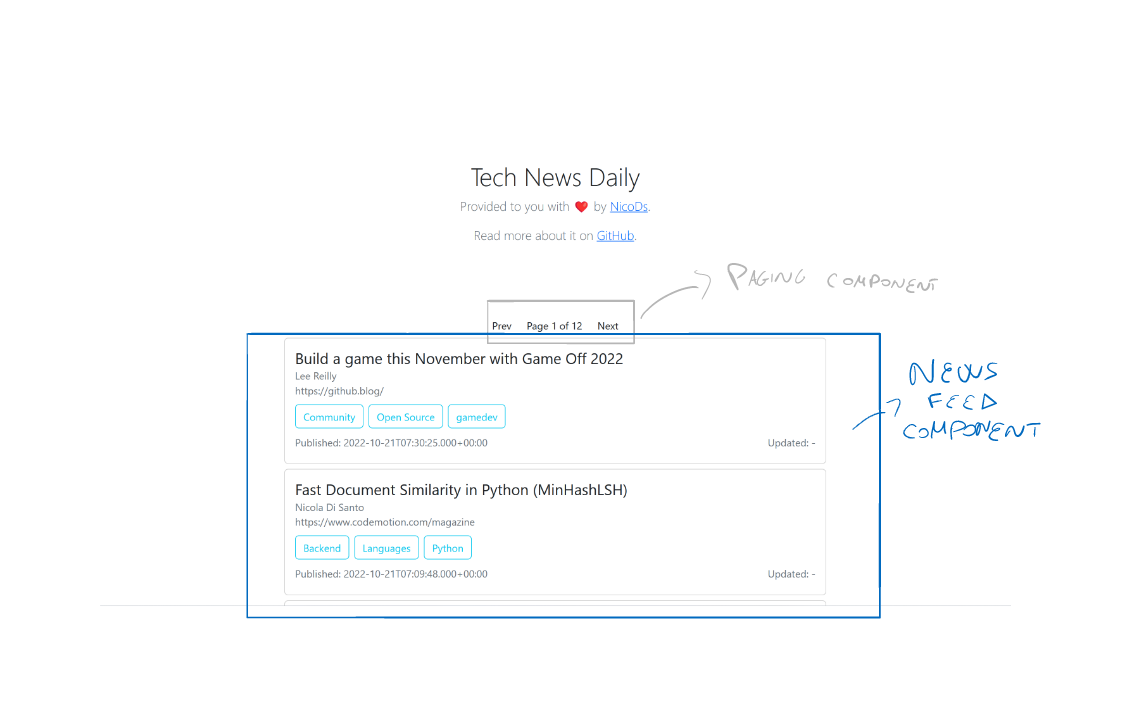 Tech News Daily
Provided to you with ❤️ by NicoDs.
Read more about it on GitHub.
PAGING COMPONENT
Prev Page 1 of 12 Next
Build a game this November with Game Off 2022
Lee Reilly
https://github.blog/
Community Open Source gamedev
Published: 2022-10-21T07:30:25.000+00:00 Updated: -
NEWS
FEED
COMPONENT
Fast Document Similarity in Python (MinHashLSH)
Nicola Di Santo
https://www.codemotion.com/magazine
Backend Languages Python
Published: 2022-10-21T07:09:48.000+00:00 Updated: -